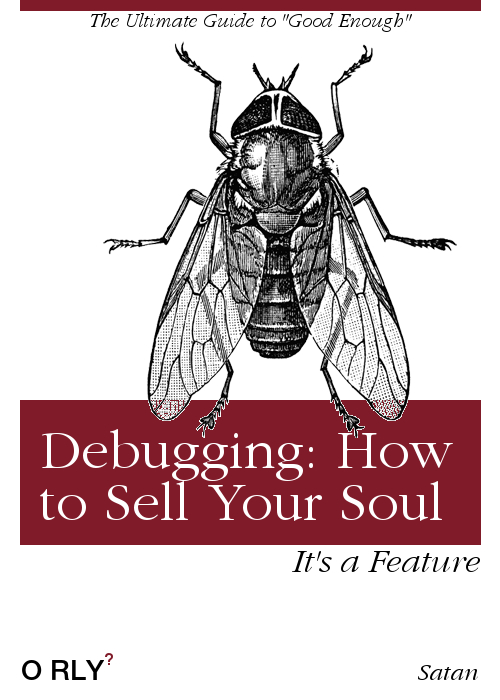 The Ultimate Guide to "Good Enough"
Debugging: How
to Sell Your Soul
It's a Feature
O RLY?
Satan